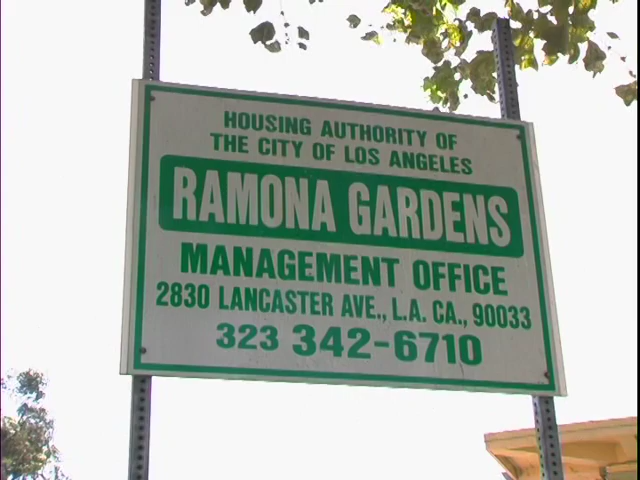 HOUSING AUTHORITY OF
THE CITY OF LOS ANGELES
RAMONA GARDENS
MANAGEMENT OFFICE
2830 LANCASTER AVE., L.A. CA., 90033
323 342-6710